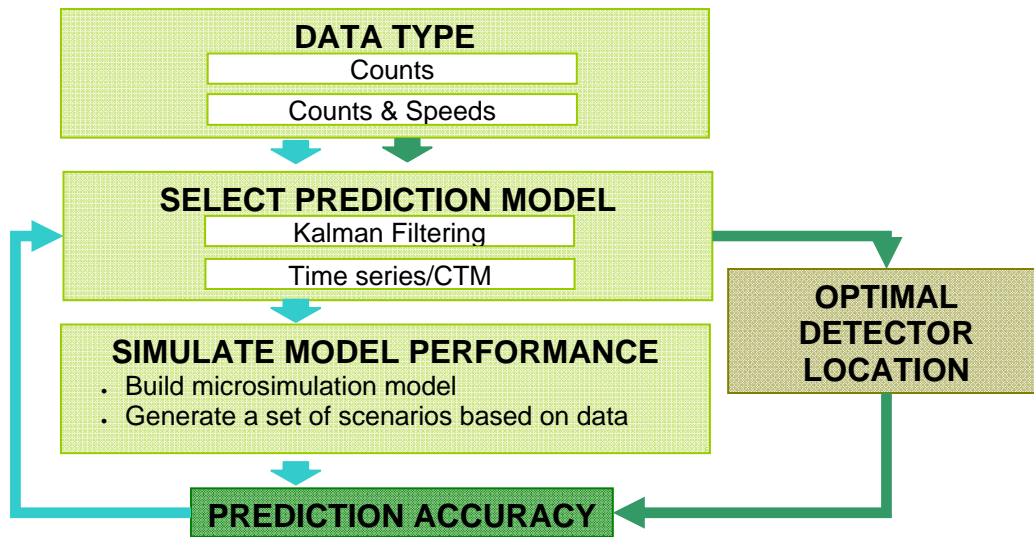 DATA TYPE
Counts
Counts & Speeds
SELECT PREDICTION MODEL
Kalman Filtering
Time series/CTM
SIMULATE MODEL PERFORMANCE
• Build microsimulation model
• Generate a set of scenarios based on data
OPTIMAL
DETECTOR
LOCATION
PREDICTION ACCURACY